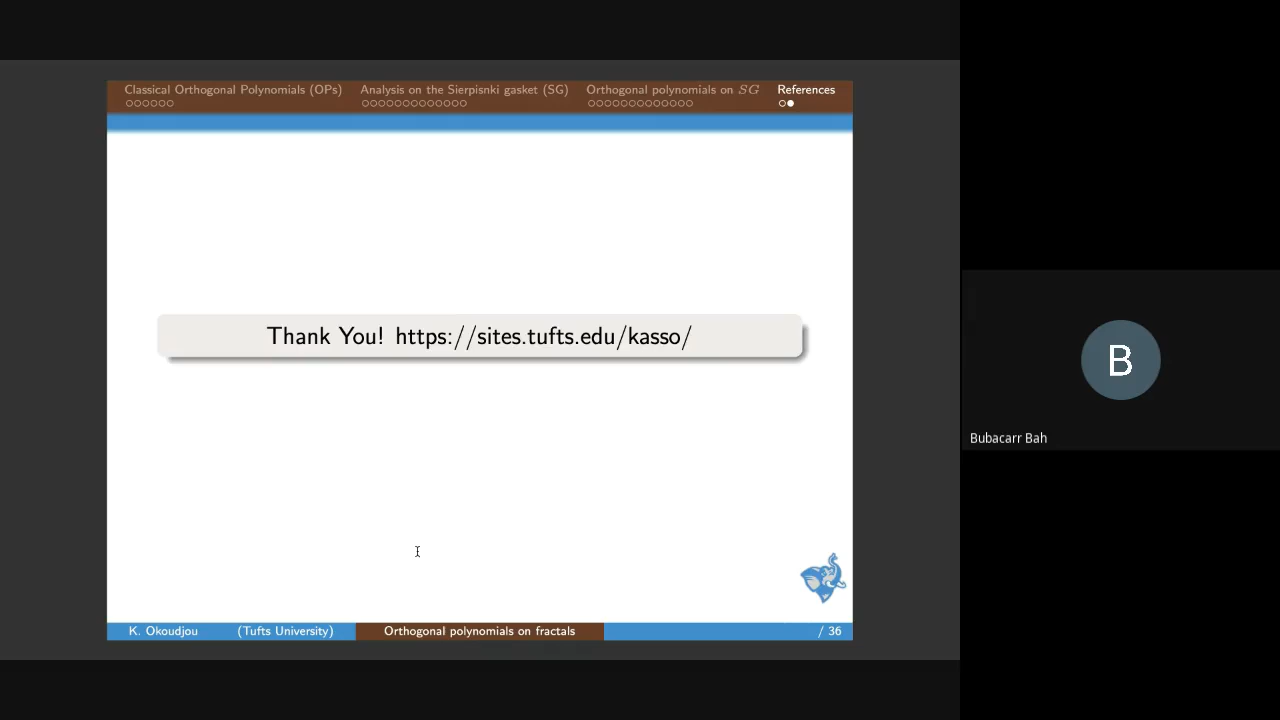 Classical Orthogonal Polynomials (OPs)
Analysis on the Sierpisnki gasket (SG)
Orthogonal polynomials on SG
References
Thank You! https://sites.tufts.edu/kasso/
B
Bubacarr Bah
K. Okoudjou (Tufts University)
Orthogonal polynomials on fractals
/ 36